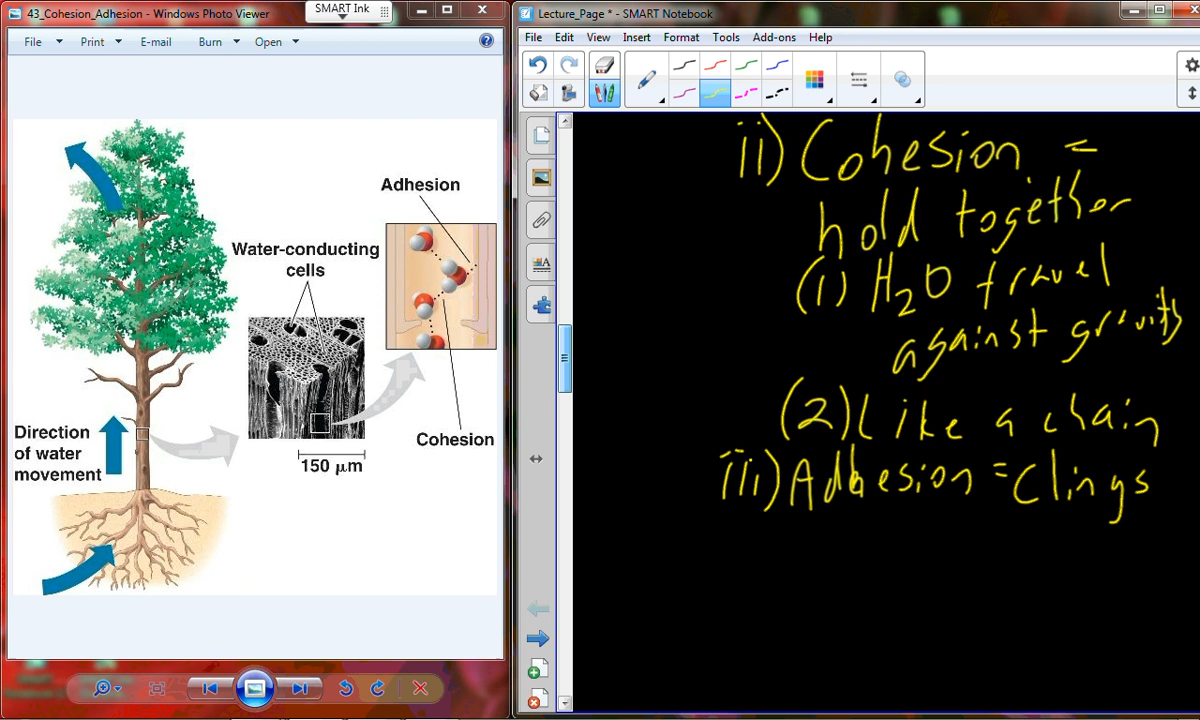 43_Cohesion_Adhesion - Windows Photo Viewer
SMART Ink
File Print E-mail Burn Open
Adhesion
Water-conducting
cells
Cohesion
150 µm
Direction
of water
movement
Lecture_Page * - SMART Notebook
File Edit View Insert Format Tools Add-ons Help
ii) Cohesion =
hold together
(1) H₂O travel
against gravity
(2) Like a chain
iii) Adhesion = Clings